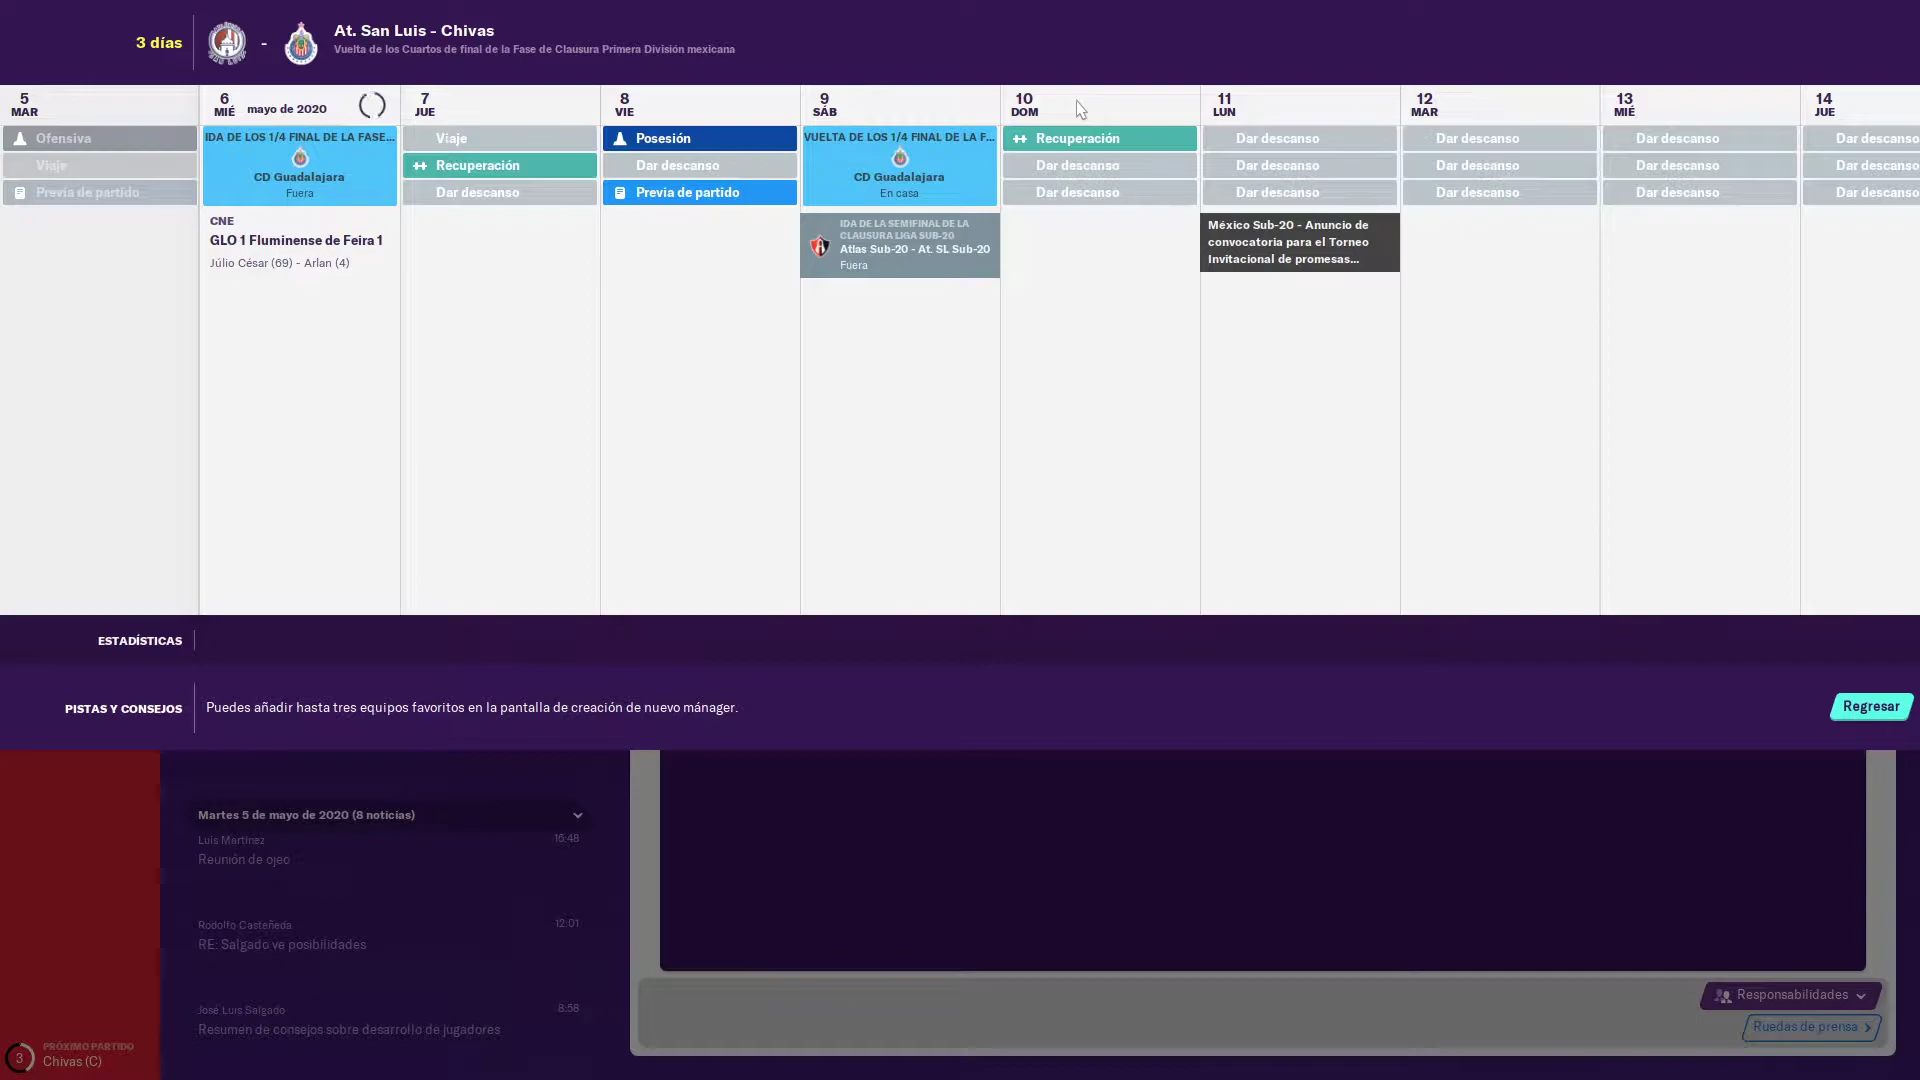 3 días
-
At. San Luis - Chivas
Vuelta de los Cuartos de final de la Fase de Clausura Primera División mexicana
5
MAR
Ofensiva
Viaje
Previa de partido
6
MIÉ
mayo de 2020
IDA DE LOS 1/4 FINAL DE LA FASE...
CD Guadalajara
Fuera
CNE
GLO 1 Fluminense de Feira 1
Júlio César (69) - Arlan (4)
7
JUE
Viaje
Recuperación
Dar descanso
8
VIE
Posesión
Dar descanso
Previa de partido
9
SÁB
VUELTA DE LOS 1/4 FINAL DE LA F...
CD Guadalajara
En casa
IDA DE LA SEMIFINAL DE LA
CLAUSURA LIGA SUB-20
Atlas Sub-20 - At. SL Sub-20
Fuera
10
DOM
Recuperación
Dar descanso
Dar descanso
11
LUN
Dar descanso
Dar descanso
Dar descanso
México Sub-20 - Anuncio de
convocatoria para el Torneo
Invitacional de promesas...
12
MAR
Dar descanso
Dar descanso
Dar descanso
13
MIÉ
Dar descanso
Dar descanso
Dar descanso
14
JUE
Dar descanso
Dar descanso
Dar descanso
ESTADÍSTICAS
PISTAS Y CONSEJOS
Puedes añadir hasta tres equipos favoritos en la pantalla de creación de nuevo mánager.
Regresar
Martes 5 de mayo de 2020 (8 noticias)
Luis Martínez
16:48
Reunión de ojeo
Rodolfo Casteñeda
12:01
RE: Salgado ve posibilidades
José Luis Salgado
8:58
Resumen de consejos sobre desarrollo de jugadores
3
PRÓXIMO PARTIDO
Chivas (C)
Responsabilidades
Ruedas de prensa